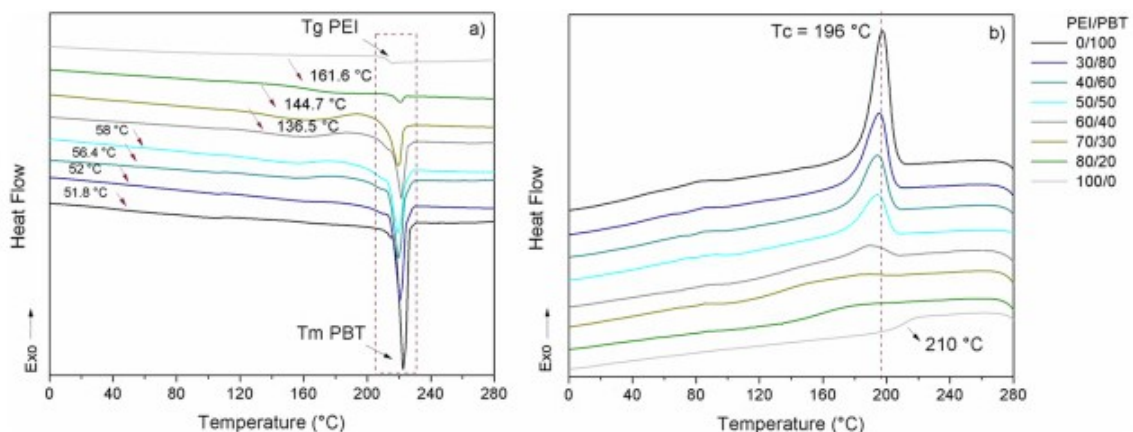 Tg PEI
a)
161.6 °C
144.7 °C
136.5 °C
58 °C
56.4 °C
52 °C
51.8 °C
Tm PBT
Heat Flow
Exo
0 40 80 120 160 200 240 280
Temperature (°C)
Tc = 196 °C
b)
210 °C
Heat Flow
Exo
0 40 80 120 160 200 240 280
Temperature (°C)
PEI/PBT
0/100
30/80
40/60
50/50
60/40
70/30
80/20
100/0